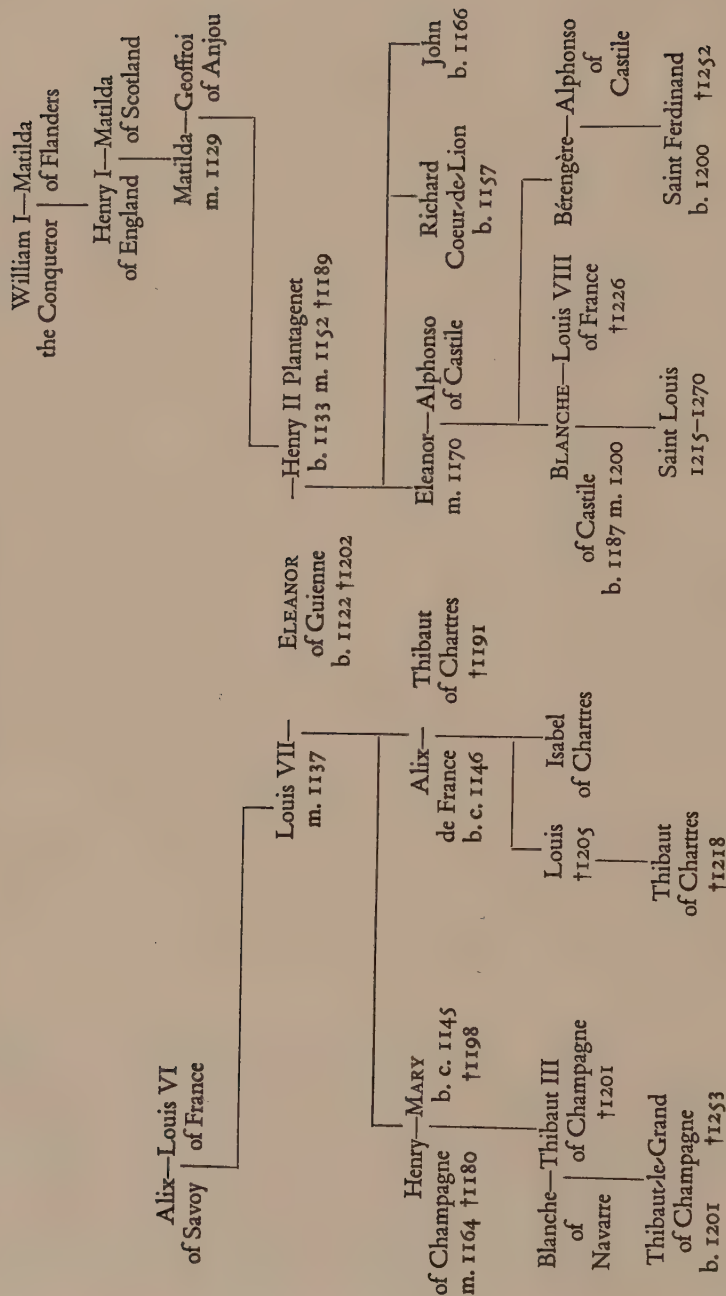 Alix—Louis VI
of Savoy of France
William I—Matilda
the Conqueror of Flanders
Henry I—Matilda
of England of Scotland
Matilda—Geoffroi
m. 1129 of Anjou
Louis VII—
m. 1137
ELEANOR
of Guienne
b. 1122 †1202
—Henry II Plantagenet
b. 1133 m. 1152 †1189
Henry—MARY
of Champagne b. c. 1145
m. 1164 †1180 †1198
Alix—
de France
b. c. 1146
Thibaut
of Chartres
†1191
Eleanor—Alphonso
m. 1170 of Castile
Richard
Coeur-de-Lion
b. 1157
John
b. 1166
Blanche—Thibaut III
of of Champagne
Navarre †1201
Louis
†1205
Isabel
of Chartres
BLANCHE—Louis VIII
of Castile of France
b. 1187 m. 1200 †1226
Bérengère—Alphonso
of
Castile
Thibaut-le-Grand
of Champagne
b. 1201 †1253
Thibaut
of Chartres
†1218
Saint Louis
1215–1270
Saint Ferdinand
b. 1200 †1252